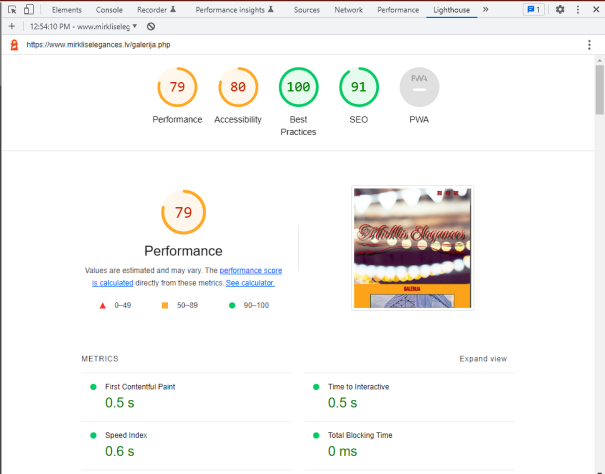 Elements Console Recorder Performance insights Sources Network Performance Lighthouse » 1
+ 12:54:10 PM - www.mirkliseleg
https://www.mirkliselegances.lv/galerija.php
79 80 100 91 PWA
Performance Accessibility Best Practices SEO PWA
79
Mirklis Elegances
Performance
GALERIJA
Values are estimated and may vary. The performance score
is calculated directly from these metrics. See calculator.
0–49 50–89 90–100
METRICS Expand view
First Contentful Paint Time to Interactive
0.5 s 0.5 s
Speed Index Total Blocking Time
0.6 s 0 ms